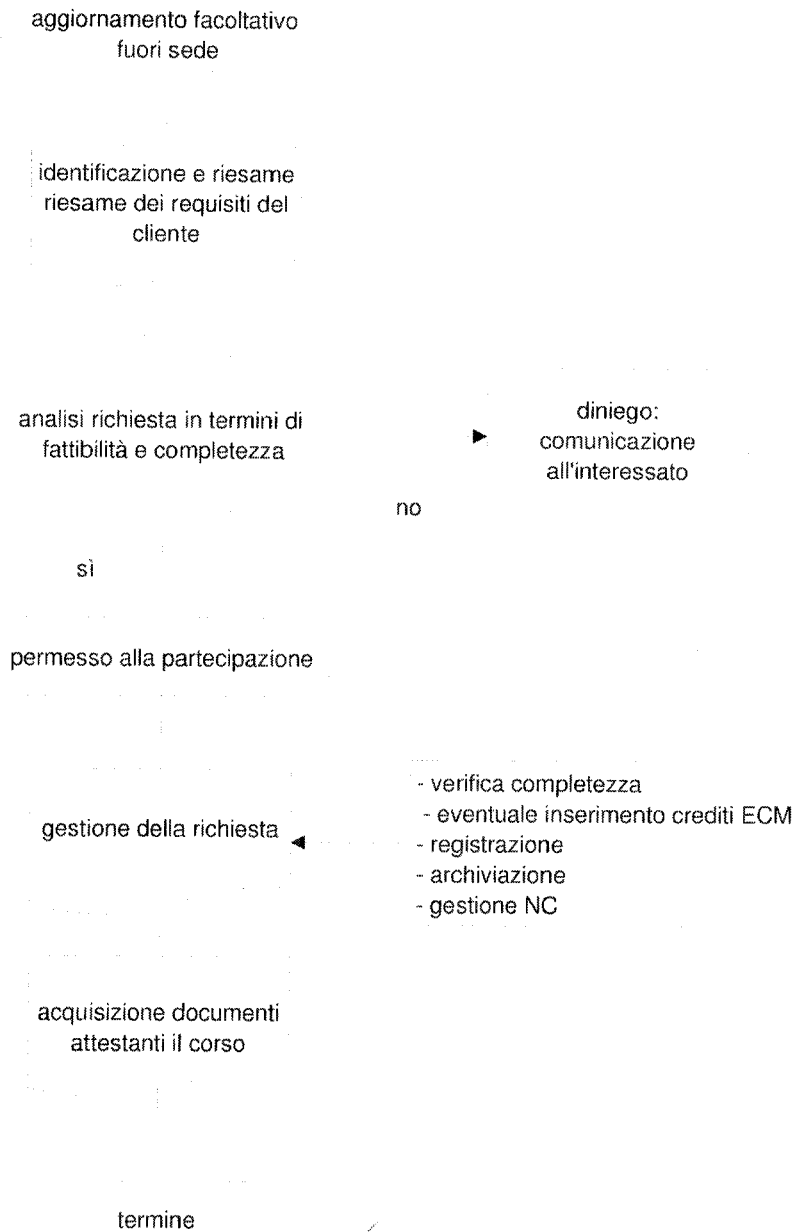 aggiornamento facoltativo
fuori sede
identificazione e riesame
riesame dei requisiti del
cliente
analisi richiesta in termini di
fattibilità e completezza
diniego:
comunicazione
all'interessato
no
sì
permesso alla partecipazione
gestione della richiesta
- verifica completezza
- eventuale inserimento crediti ECM
- registrazione
- archiviazione
- gestione NC
acquisizione documenti
attestanti il corso
termine